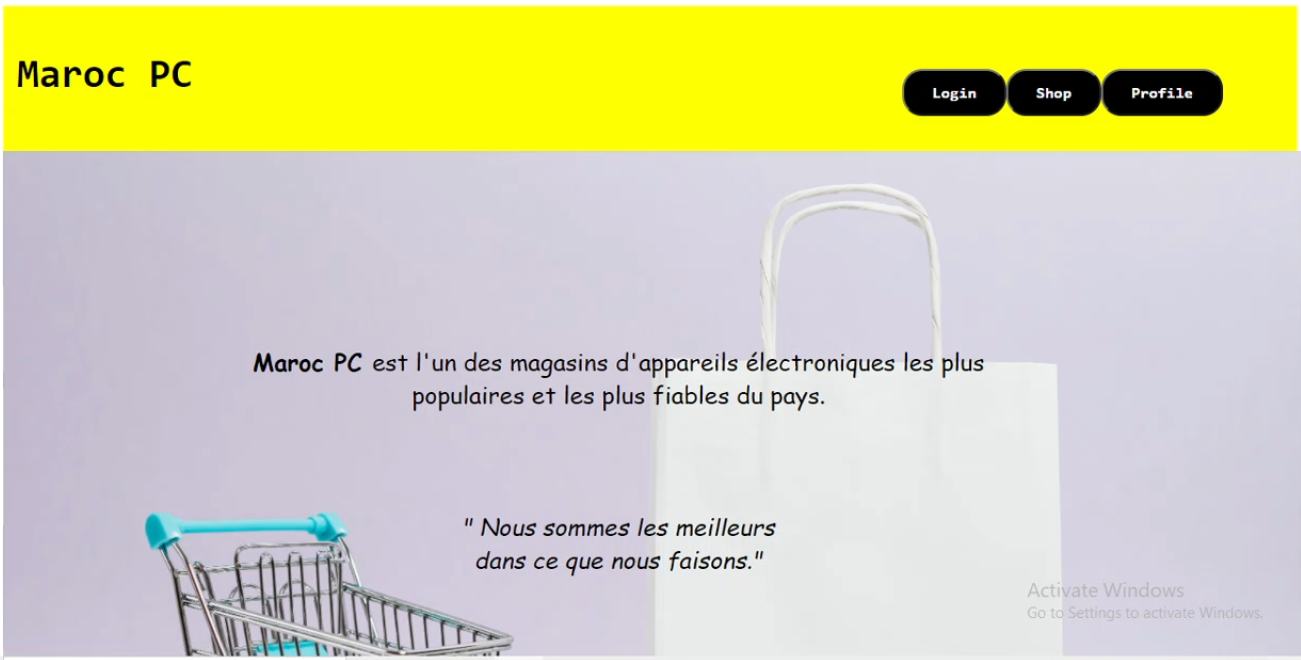 Maroc PC
Login Shop Profile
Maroc PC est l'un des magasins d'appareils électroniques les plus
populaires et les plus fiables du pays.
" Nous sommes les meilleurs
dans ce que nous faisons."
Activate Windows
Go to Settings to activate Windows.